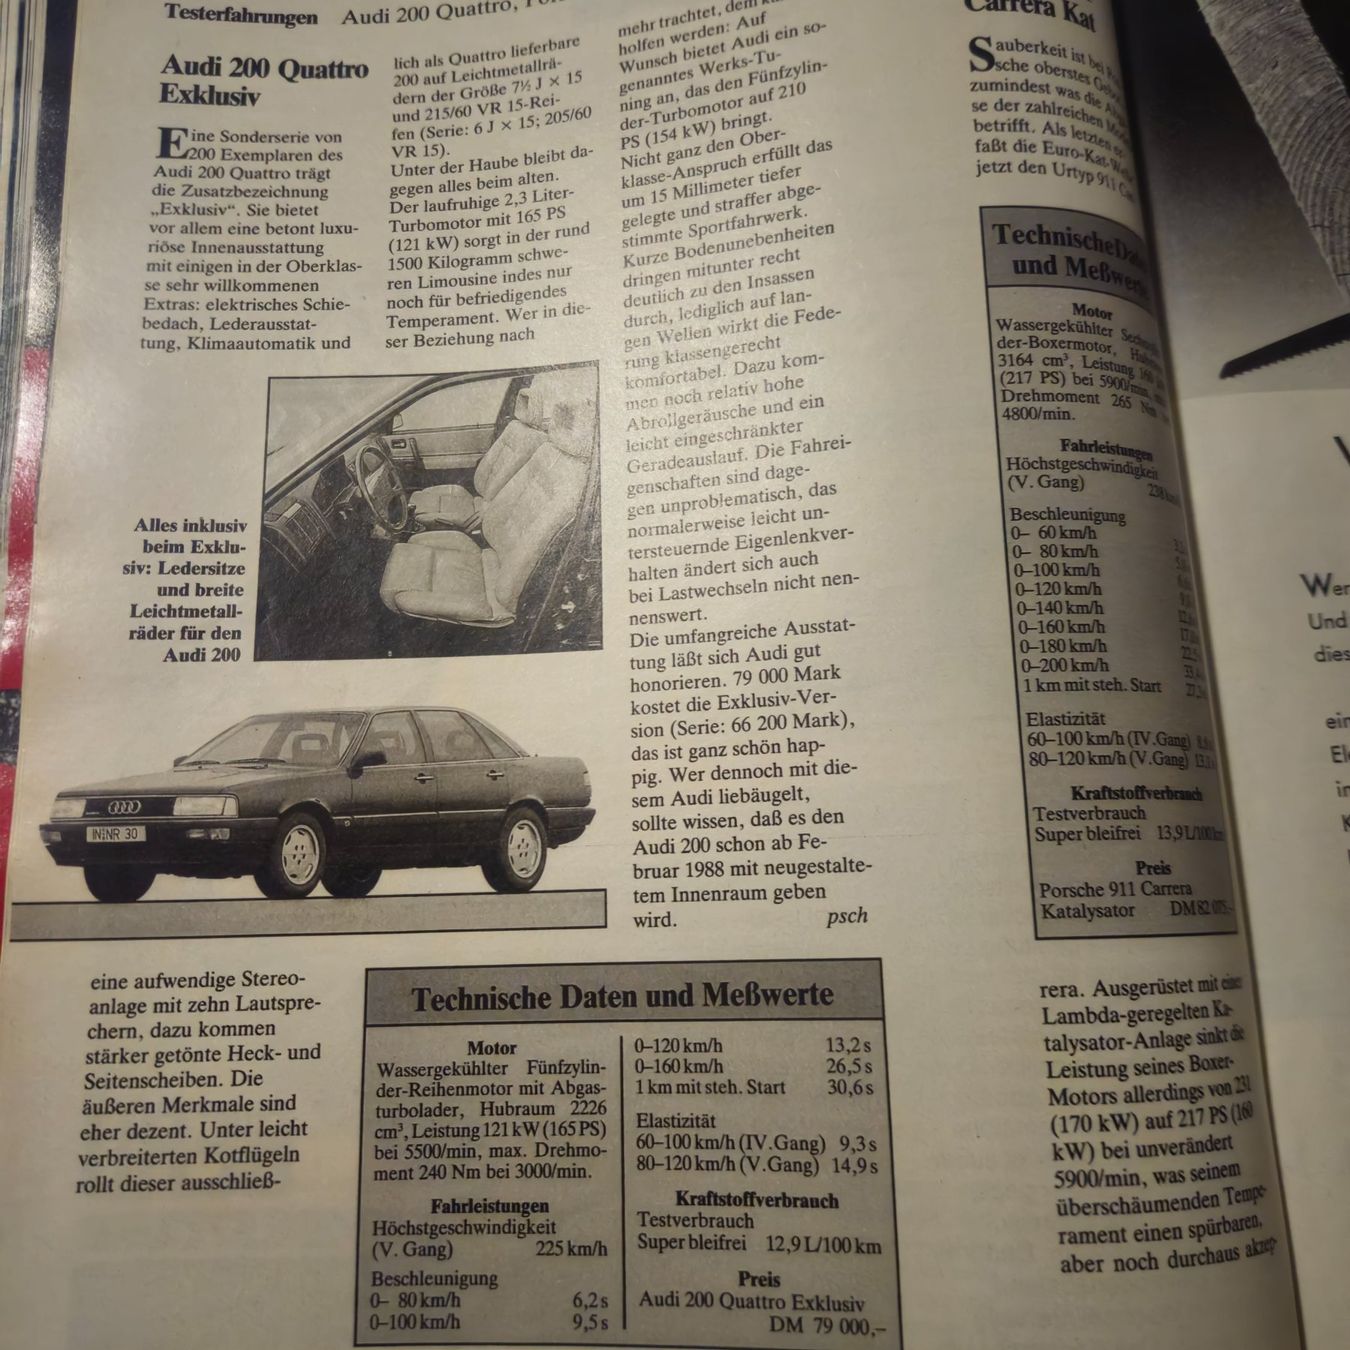 Testerfahrungen Audi 200 Quattro,
Audi 200 Quattro
Exklusiv
Eine Sonderserie von
200 Exemplaren des
Audi 200 Quattro trägt
die Zusatzbezeichnung
„Exklusiv“. Sie bietet
vor allem eine betont luxu-
riöse Innenausstattung
mit einigen in der Oberklas-
se sehr willkommenen
Extras: elektrisches Schie-
bedach, Lederausstat-
tung, Klimaautomatik und
Alles inklusiv
beim Exklu-
siv: Ledersitze
und breite
Leichtmetall-
räder für den
Audi 200
IN-NR 30
eine aufwendige Stereo-
anlage mit zehn Lautspre-
chern, dazu kommen
stärker getönte Heck- und
Seitenscheiben. Die
äußeren Merkmale sind
eher dezent. Unter leicht
verbreiterten Kotflügeln
rollt dieser ausschließ-
lich als Quattro lieferbare
200 auf Leichtmetallrä-
dern der Größe 7½ J × 15
und 215/60 VR 15-Rei-
fen (Serie: 6 J × 15; 205/60
VR 15).
Unter der Haube bleibt da-
gegen alles beim alten.
Der laufruhige 2,3 Liter-
Turbomotor mit 165 PS
(121 kW) sorgt in der rund
1500 Kilogramm schwe-
ren Limousine indes nur
noch für befriedigendes
Temperament. Wer in die-
ser Beziehung nach
mehr trachtet, dem
holfen werden: Auf
Wunsch bietet Audi ein so-
genanntes Werks-Tu-
ning an, das den Fünfzylin-
der-Turbomotor auf 210
PS (154 kW) bringt.
Nicht ganz den Ober-
klasse-Anspruch erfüllt das
um 15 Millimeter tiefer
gelegte und straffer abge-
stimmte Sportfahrwerk.
Kurze Bodenunebenheiten
dringen mitunter recht
deutlich zu den Insassen
durch, lediglich auf lan-
gen Wellen wirkt die Fede-
rung klassengerecht
komfortabel. Dazu kom-
men noch relativ hohe
Abrollgeräusche und ein
leicht eingeschränkter
Geradeauslauf. Die Fahrei-
genschaften sind dage-
gen unproblematisch, das
normalerweise leicht un-
tersteuernde Eigenlenkver-
halten ändert sich auch
bei Lastwechseln nicht nen-
nenswert.
Die umfangreiche Ausstat-
tung läßt sich Audi gut
honorieren. 79 000 Mark
kostet die Exklusiv-Ver-
sion (Serie: 66 200 Mark),
das ist ganz schön hap-
pig. Wer dennoch mit die-
sem Audi liebäugelt,
sollte wissen, daß es den
Audi 200 schon ab Fe-
bruar 1988 mit neugestalte-
tem Innenraum geben
wird. psch
Technische Daten und Meßwerte
Motor
Wassergekühlter Fünfzylin-
der-Reihenmotor mit Abgas-
turbolader, Hubraum 2226
cm³, Leistung 121 kW (165 PS)
bei 5500/min, max. Drehmo-
ment 240 Nm bei 3000/min.
Fahrleistungen
Höchstgeschwindigkeit
(V. Gang) 225 km/h
Beschleunigung
0– 80 km/h 6,2 s
0–100 km/h 9,5 s
0–120 km/h 13,2 s
0–160 km/h 26,5 s
1 km mit steh. Start 30,6 s
Elastizität
60–100 km/h (IV.Gang) 9,3 s
80–120 km/h (V.Gang) 14,9 s
Kraftstoffverbrauch
Testverbrauch
Super bleifrei 12,9 L/100 km
Preis
Audi 200 Quattro Exklusiv
DM 79 000,–
Carrera Kat
Sauberkeit ist bei
sche oberstes
zumindest was die
se der zahlreichen
betrifft. Als letzten
faßt die Euro-Kat-
jetzt den Urtyp 911
Technische
und Meßwerte
Motor
Wassergekühlter
der-Boxermotor,
3164 cm³, Leistung
(217 PS) bei 5900/min,
Drehmoment 265 Nm
4800/min.
Fahrleistungen
Höchstgeschwindigkeit
(V. Gang)
Beschleunigung
0– 60 km/h
0– 80 km/h
0–100 km/h
0–120 km/h
0–140 km/h
0–160 km/h
0–180 km/h
0–200 km/h
1 km mit steh. Start
Elastizität
60–100 km/h (IV.Gang)
80–120 km/h (V.Gang)
Kraftstoffverbrauch
Testverbrauch
Super bleifrei 13,9 L/100 km
Preis
Porsche 911 Carrera
Katalysator DM 82 075,–
rera. Ausgerüstet mit einer
Lambda-geregelten Ka-
talysator-Anlage sinkt die
Leistung seines Boxer-
Motors allerdings von 231
(170 kW) auf 217 PS (160
kW) bei unverändert
5900/min, was seinem
überschäumenden Tempe-
rament einen spürbaren,
aber noch durchaus akzep-
Und